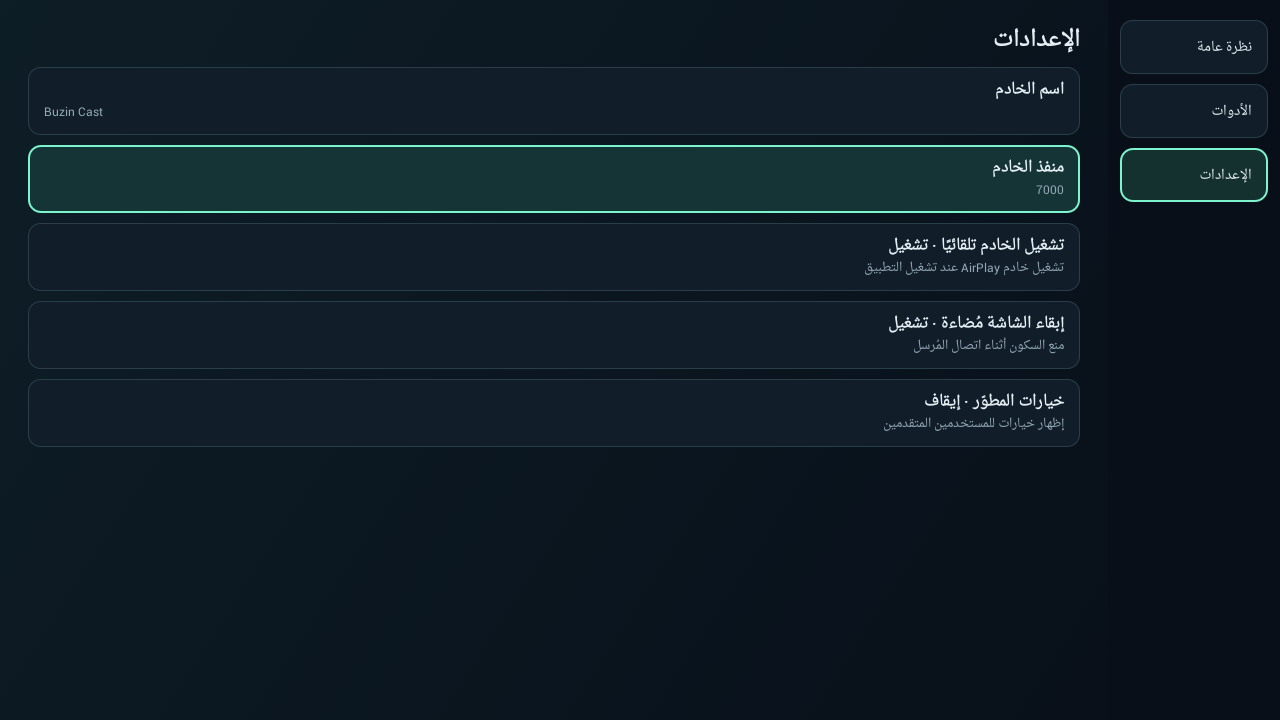 نظرة عامة
الأدوات
الإعدادات
الإعدادات
اسم الخادم
Buzin Cast
منفذ الخادم
7000
تشغيل الخادم تلقائيًا · تشغيل
تشغيل خادم AirPlay عند تشغيل التطبيق
إبقاء الشاشة مُضاءة · تشغيل
منع السكون أثناء اتصال المُرسل
خيارات المطوّر · إيقاف
إظهار خيارات للمستخدمين المتقدمين